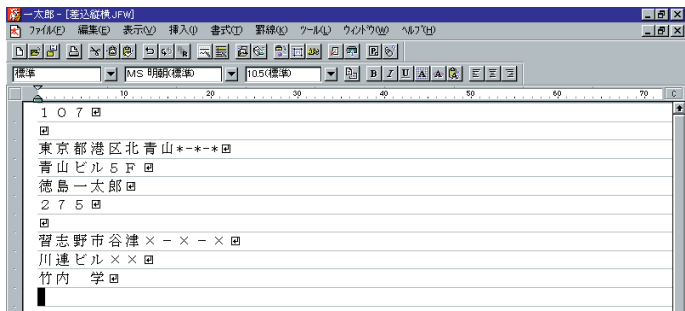 一太郎 - [差込縦横.JFW]
ファイル(F) 編集(E) 表示(V) 挿入(I) 書式(T) 罫線(K) ツール(L) ウィンドウ(W) ヘルプ(H)
標準 MS 明朝(標準) 10.5(標準) B I U A A
10 20 30 40 50 60 70 C
１０７
東京都港区北青山*-*-*
青山ビル５Ｆ
徳島一太郎
２７５
習志野市谷津×－×－×
川連ビル××
竹内　学